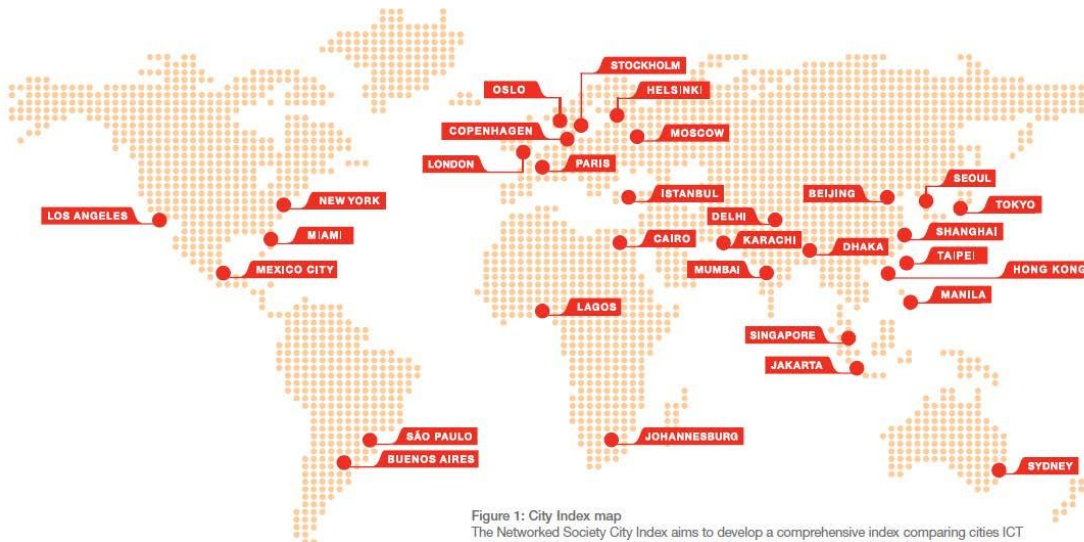 STOCKHOLM
OSLO
HELSINKI
COPENHAGEN
MOSCOW
LONDON
PARIS
SEOUL
ISTANBUL
BEIJING
NEW YORK
TOKYO
LOS ANGELES
DELHI
SHANGHAI
MIAMI
CAIRO
KARACHI
DHAKA
TAIPEI
MEXICO CITY
MUMBAI
HONG KONG
MANILA
LAGOS
SINGAPORE
JAKARTA
SÃO PAULO
JOHANNESBURG
BUENOS AIRES
SYDNEY
Figure 1: City Index map
The Networked Society City Index aims to develop a comprehensive index comparing cities ICT